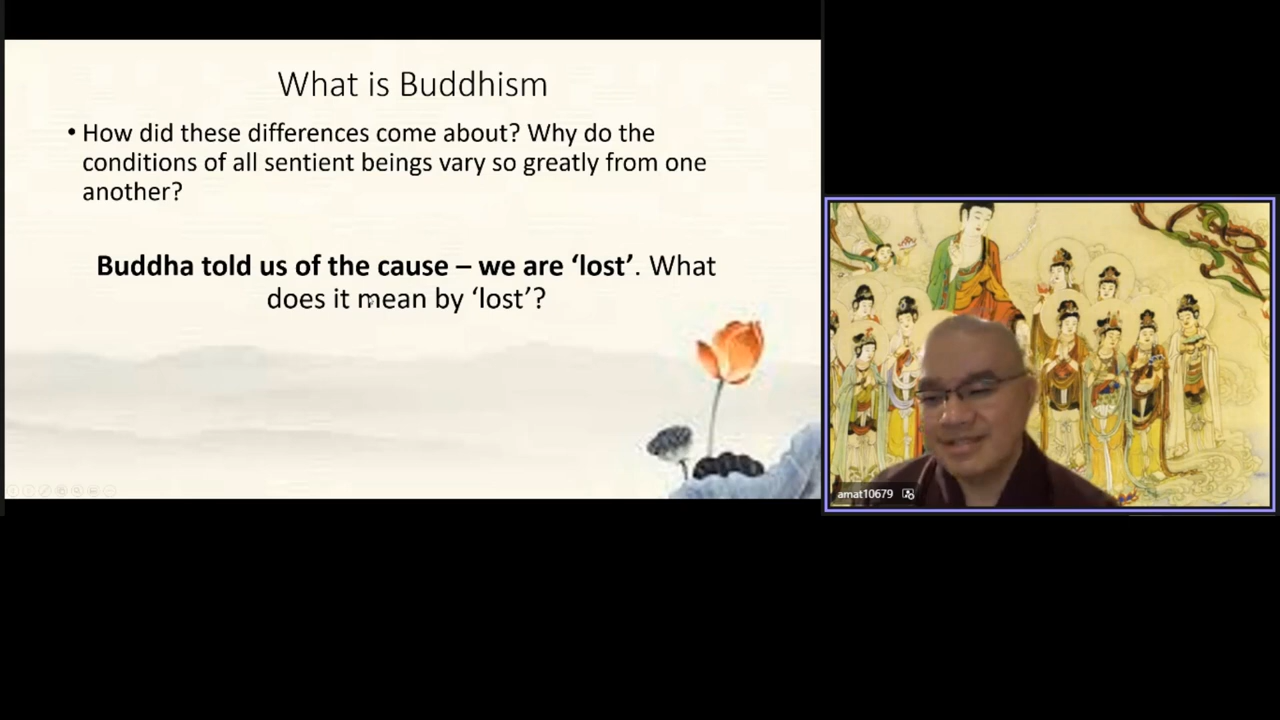 What is Buddhism
• How did these differences come about? Why do the
conditions of all sentient beings vary so greatly from one
another?
Buddha told us of the cause – we are ‘lost’. What
does it mean by ‘lost’?
amat10679